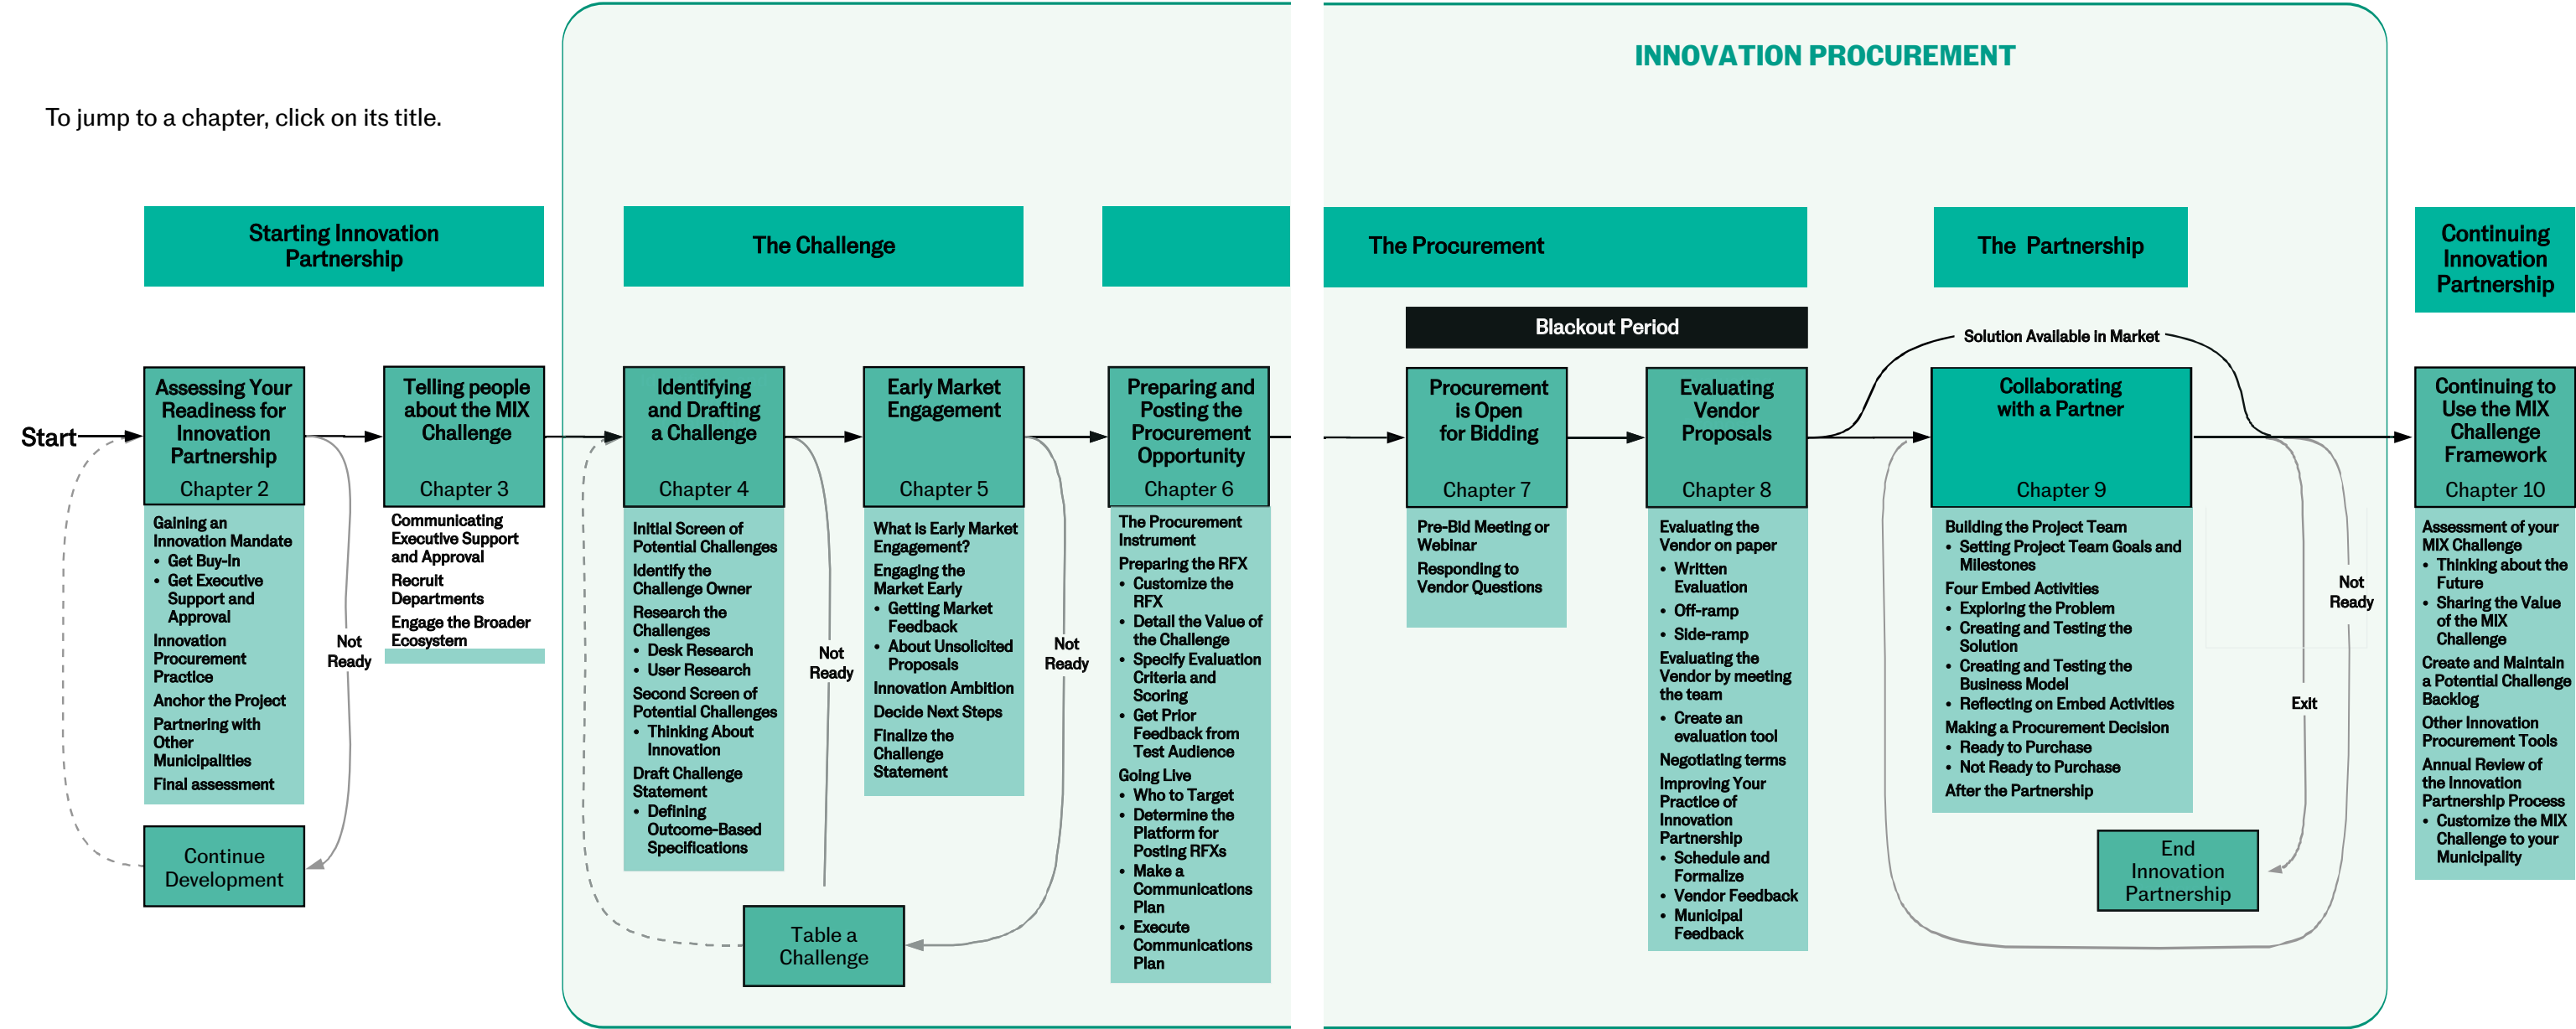 INNOVATION PROCUREMENT
To jump to a chapter, click on its title.
Starting Innovation
Partnership
The Challenge
The Procurement
The Partnership
Continuing
Innovation
Partnership
Blackout Period
Solution Available in Market
Start
Assessing Your
Readiness for
Innovation
Partnership
Chapter 2
Gaining an
Innovation Mandate
• Get Buy-In
• Get Executive
Support and
Approval
Innovation
Procurement
Practice
Anchor the Project
Partnering with
Other
Municipalities
Final assessment
Continue
Development
Not
Ready
Telling people
about the MIX
Challenge
Chapter 3
Communicating
Executive Support
and Approval
Recruit
Departments
Engage the Broader
Ecosystem
Identifying
and Drafting
a Challenge
Chapter 4
Initial Screen of
Potential Challenges
Identify the
Challenge Owner
Research the
Challenges
• Desk Research
• User Research
Second Screen of
Potential Challenges
• Thinking About
Innovation
Draft Challenge
Statement
• Defining
Outcome-Based
Specifications
Not
Ready
Table a
Challenge
Early Market
Engagement
Chapter 5
What is Early Market
Engagement?
Engaging the
Market Early
• Getting Market
Feedback
• About Unsolicited
Proposals
Innovation Ambition
Decide Next Steps
Finalize the
Challenge
Statement
Not
Ready
Preparing and
Posting the
Procurement
Opportunity
Chapter 6
The Procurement
Instrument
Preparing the RFX
• Customize the
RFX
• Detail the Value of
the Challenge
• Specify Evaluation
Criteria and
Scoring
• Get Prior
Feedback from
Test Audience
Going Live
• Who to Target
• Determine the
Platform for
Posting RFXs
• Make a
Communications
Plan
• Execute
Communications
Plan
Procurement
is Open
for Bidding
Chapter 7
Pre-Bid Meeting or
Webinar
Responding to
Vendor Questions
Evaluating
Vendor
Proposals
Chapter 8
Evaluating the
Vendor on paper
• Written
Evaluation
• Off-ramp
• Side-ramp
Evaluating the
Vendor by meeting
the team
• Create an
evaluation tool
Negotiating terms
Improving Your
Practice of
Innovation
Partnership
• Schedule and
Formalize
• Vendor Feedback
• Municipal
Feedback
Collaborating
with a Partner
Chapter 9
Building the Project Team
• Setting Project Team Goals and
Milestones
Four Embed Activities
• Exploring the Problem
• Creating and Testing the
Solution
• Creating and Testing the
Business Model
• Reflecting on Embed Activities
Making a Procurement Decision
• Ready to Purchase
• Not Ready to Purchase
After the Partnership
Exit
End
Innovation
Partnership
Not
Ready
Continuing to
Use the MIX
Challenge
Framework
Chapter 10
Assessment of your
MIX Challenge
• Thinking about the
Future
• Sharing the Value
of the MIX
Challenge
Create and Maintain
a Potential Challenge
Backlog
Other Innovation
Procurement Tools
Annual Review of
the Innovation
Partnership Process
• Customize the MIX
Challenge to your
Municipality